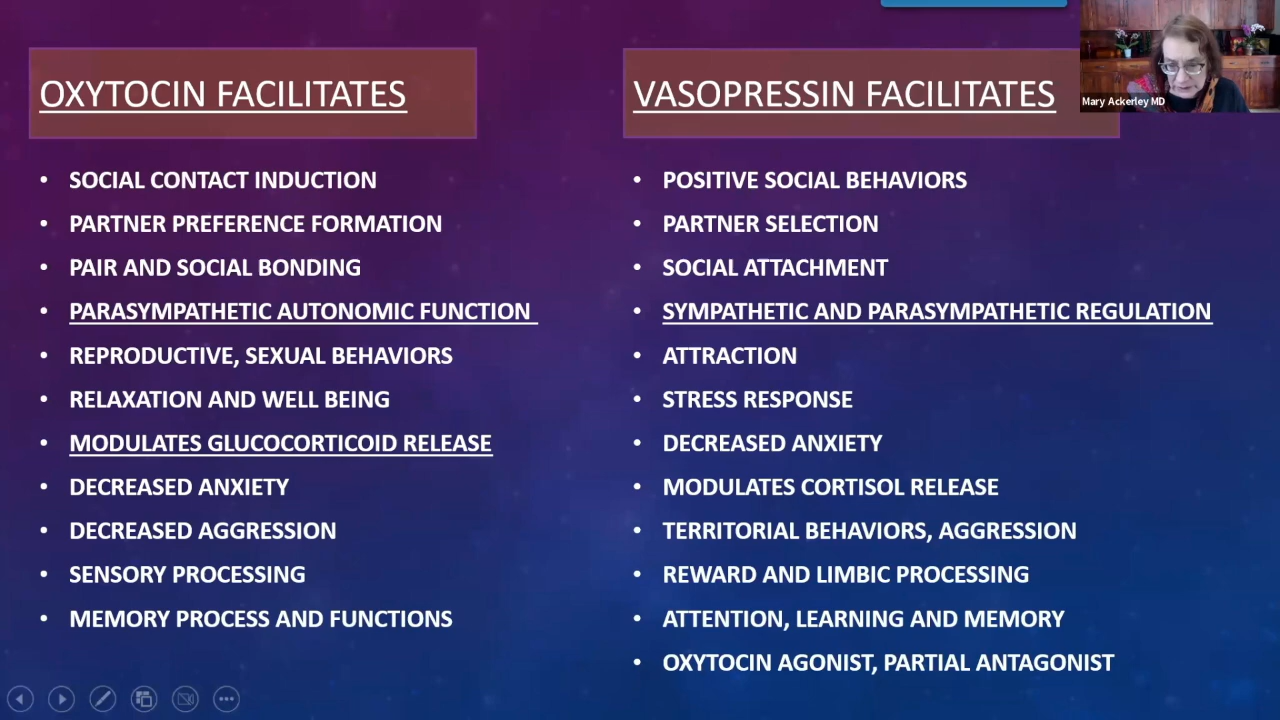 OXYTOCIN FACILITATES
• SOCIAL CONTACT INDUCTION
• PARTNER PREFERENCE FORMATION
• PAIR AND SOCIAL BONDING
• PARASYMPATHETIC AUTONOMIC FUNCTION
• REPRODUCTIVE, SEXUAL BEHAVIORS
• RELAXATION AND WELL BEING
• MODULATES GLUCOCORTICOID RELEASE
• DECREASED ANXIETY
• DECREASED AGGRESSION
• SENSORY PROCESSING
• MEMORY PROCESS AND FUNCTIONS
VASOPRESSIN FACILITATES
• POSITIVE SOCIAL BEHAVIORS
• PARTNER SELECTION
• SOCIAL ATTACHMENT
• SYMPATHETIC AND PARASYMPATHETIC REGULATION
• ATTRACTION
• STRESS RESPONSE
• DECREASED ANXIETY
• MODULATES CORTISOL RELEASE
• TERRITORIAL BEHAVIORS, AGGRESSION
• REWARD AND LIMBIC PROCESSING
• ATTENTION, LEARNING AND MEMORY
• OXYTOCIN AGONIST, PARTIAL ANTAGONIST
Mary Ackerley MD